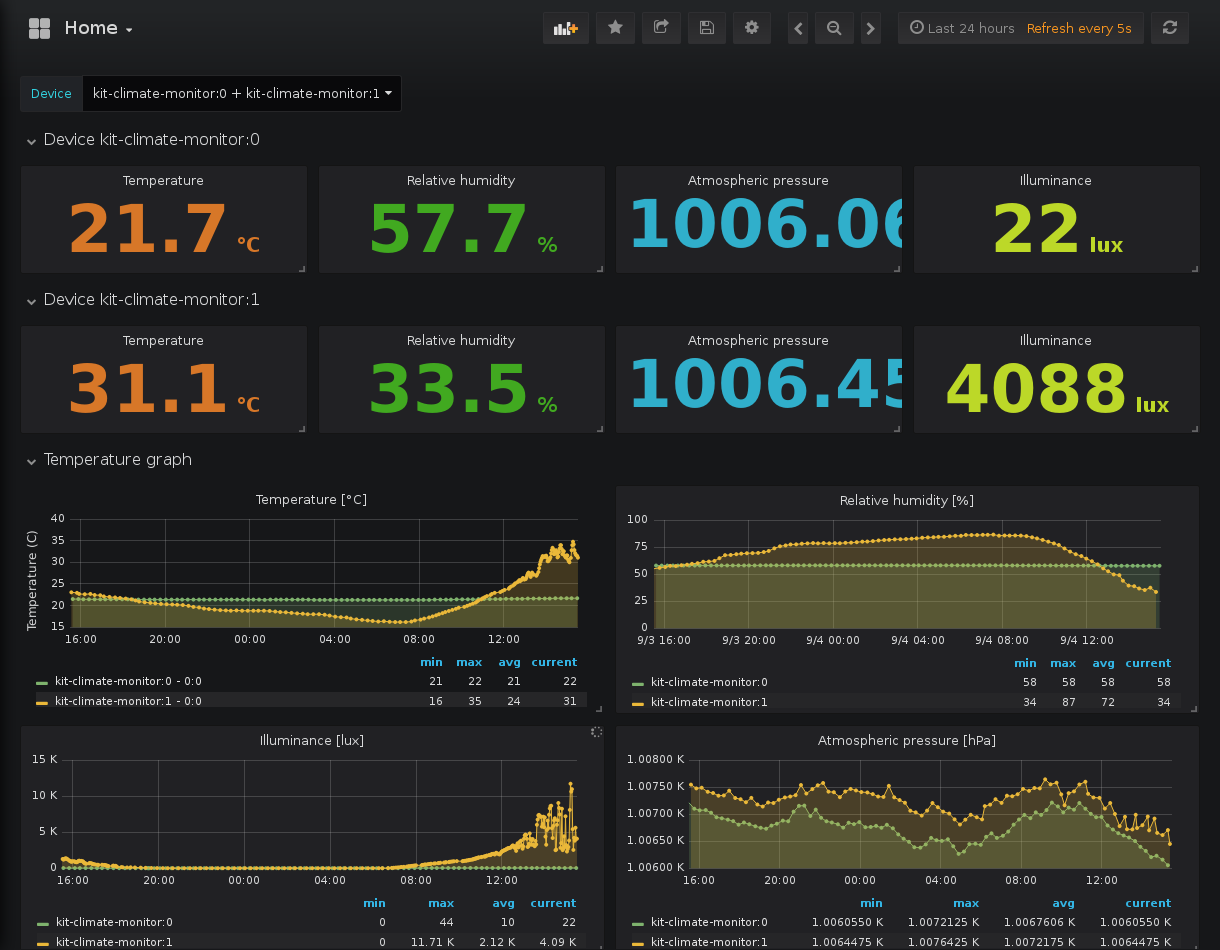 Home
Last 24 hours Refresh every 5s
Device kit-climate-monitor:0 + kit-climate-monitor:1
Device kit-climate-monitor:0
Temperature Relative humidity Atmospheric pressure Illuminance
21.7 °C 57.7 % 1006.06 22 lux
Device kit-climate-monitor:1
Temperature Relative humidity Atmospheric pressure Illuminance
31.1 °C 33.5 % 1006.45 4088 lux
Temperature graph
Temperature [°C]
Temperature (C)
40
35
30
25
20
15
16:00 20:00 00:00 04:00 08:00 12:00
min max avg current
kit-climate-monitor:0 - 0:0 21 22 21 22
kit-climate-monitor:1 - 0:0 16 35 24 31
Relative humidity [%]
100
75
50
25
0
9/3 16:00 9/3 20:00 9/4 00:00 9/4 04:00 9/4 08:00 9/4 12:00
min max avg current
kit-climate-monitor:0 58 58 58 58
kit-climate-monitor:1 34 87 72 34
Illuminance [lux]
15 K
10 K
5 K
0
16:00 20:00 00:00 04:00 08:00 12:00
min max avg current
kit-climate-monitor:0 0 44 10 22
kit-climate-monitor:1 0 11.71 K 2.12 K 4.09 K
Atmospheric pressure [hPa]
1.00800 K
1.00750 K
1.00700 K
1.00650 K
1.00600 K
16:00 20:00 00:00 04:00 08:00 12:00
min max avg current
kit-climate-monitor:0 1.0060550 K 1.0072125 K 1.0067606 K 1.0060550 K
kit-climate-monitor:1 1.0064475 K 1.0076425 K 1.0072175 K 1.0064475 K